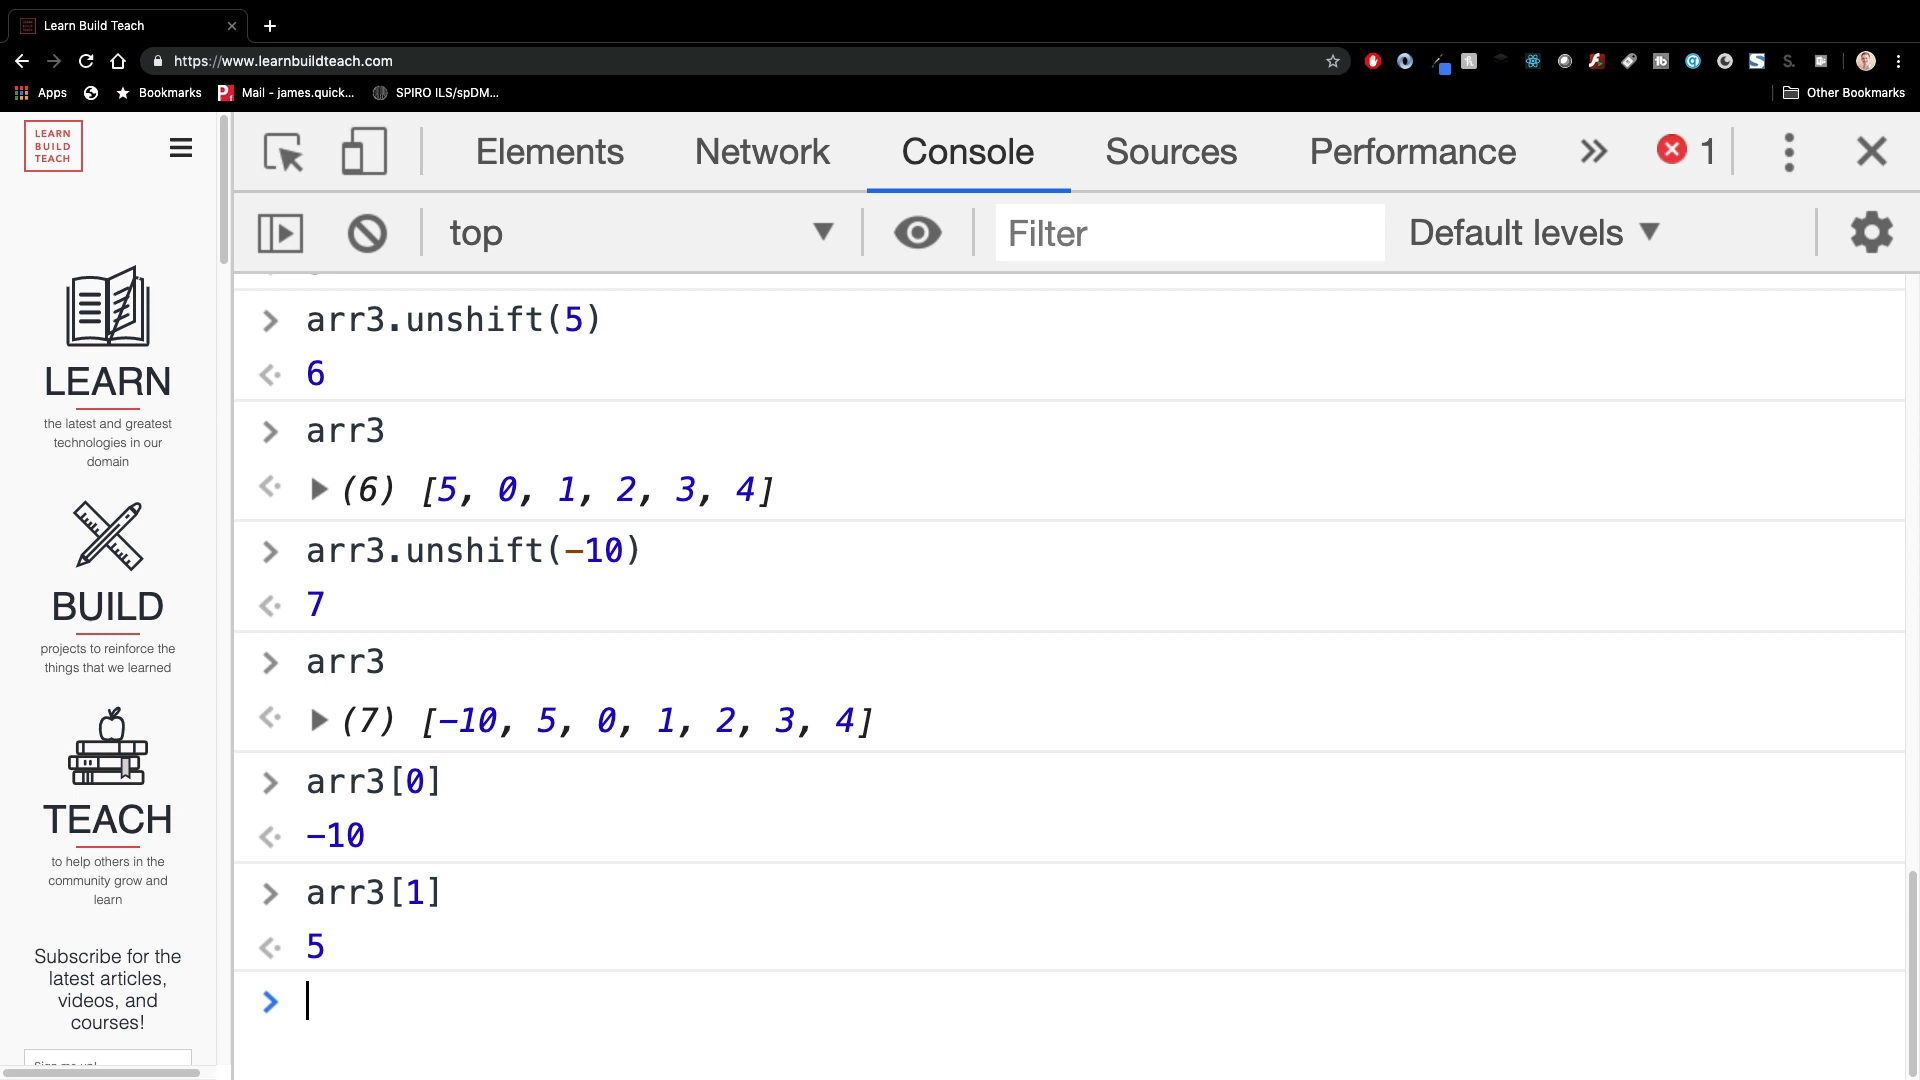 Learn Build Teach
https://www.learnbuildteach.com
Apps
Bookmarks
Mail - james.quick...
SPIRO ILS/spDM...
Other Bookmarks
LEARN
BUILD
TEACH
Elements
Network
Console
Sources
Performance
1
top
Filter
Default levels
LEARN
the latest and greatest
technologies in our
domain
BUILD
projects to reinforce the
things that we learned
TEACH
to help others in the
community grow and
learn
Subscribe for the
latest articles,
videos, and
courses!
arr3.unshift(5)
6
arr3
(6) [5, 0, 1, 2, 3, 4]
arr3.unshift(-10)
7
arr3
(7) [-10, 5, 0, 1, 2, 3, 4]
arr3[0]
-10
arr3[1]
5